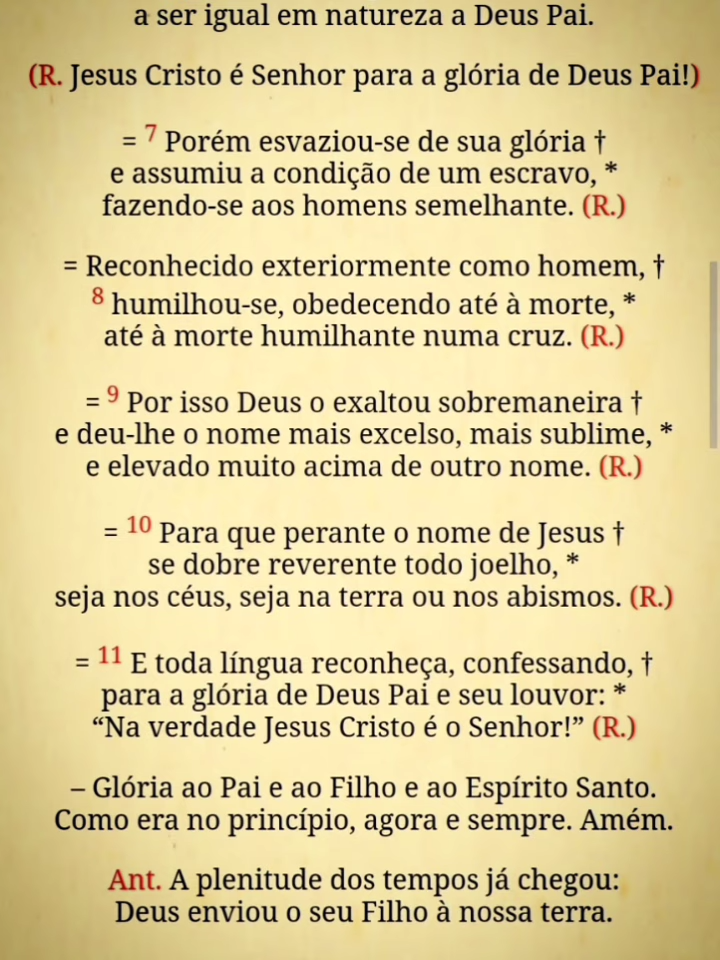 a ser igual em natureza a Deus Pai.
(R. Jesus Cristo é Senhor para a glória de Deus Pai!)
= 7 Porém esvaziou-se de sua glória †
e assumiu a condição de um escravo, *
fazendo-se aos homens semelhante. (R.)
= Reconhecido exteriormente como homem, †
8 humilhou-se, obedecendo até à morte, *
até à morte humilhante numa cruz. (R.)
= 9 Por isso Deus o exaltou sobremaneira †
e deu-lhe o nome mais excelso, mais sublime, *
e elevado muito acima de outro nome. (R.)
= 10 Para que perante o nome de Jesus †
se dobre reverente todo joelho, *
seja nos céus, seja na terra ou nos abismos. (R.)
= 11 E toda língua reconheça, confessando, †
para a glória de Deus Pai e seu louvor: *
“Na verdade Jesus Cristo é o Senhor!” (R.)
– Glória ao Pai e ao Filho e ao Espírito Santo.
Como era no princípio, agora e sempre. Amém.
Ant. A plenitude dos tempos já chegou:
Deus enviou o seu Filho à nossa terra.